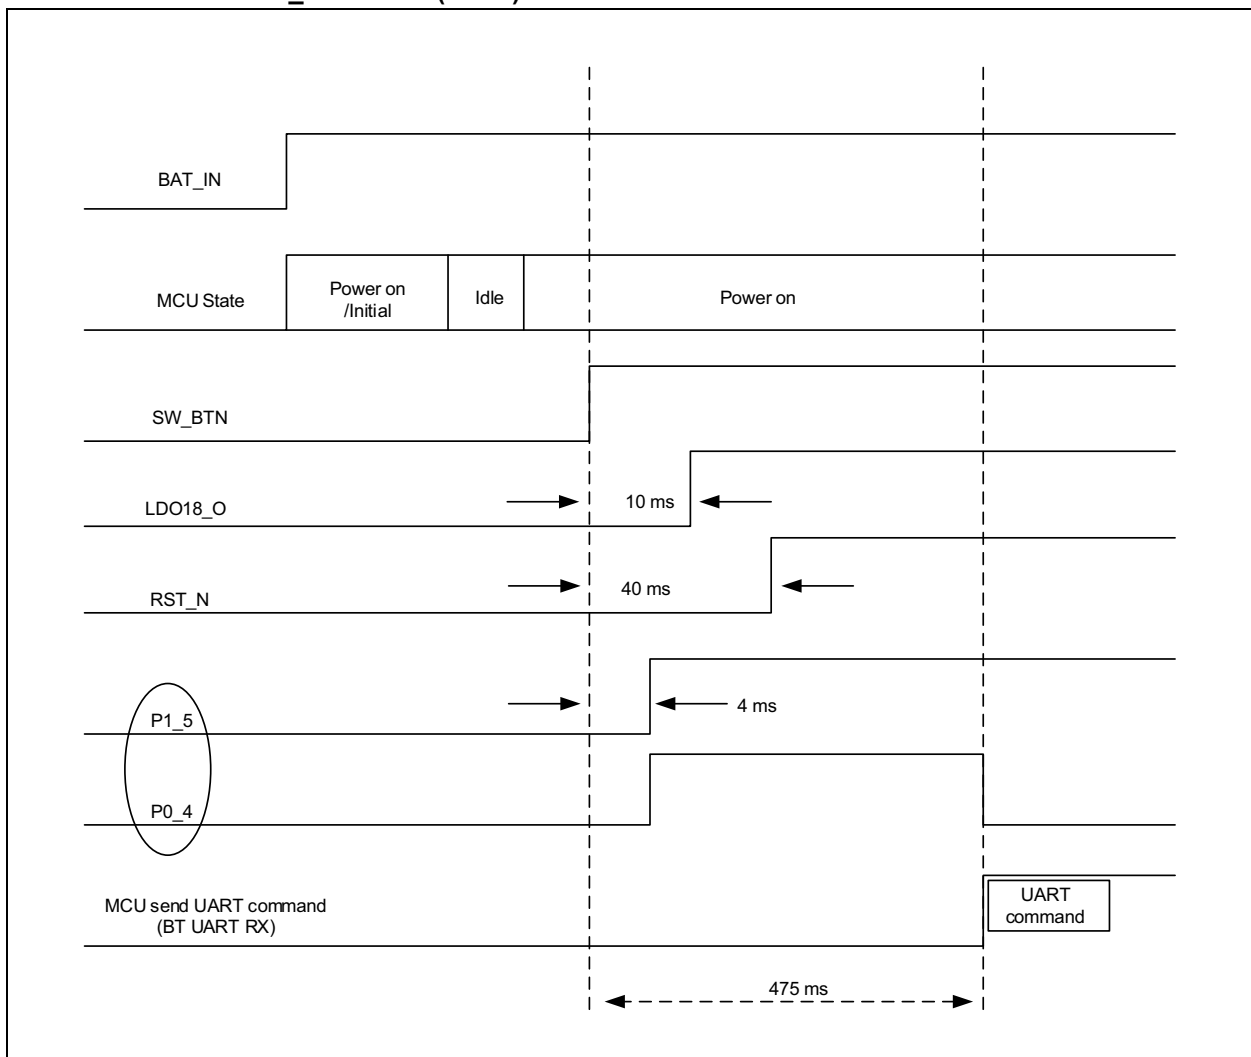 BAT_IN
MCU State
Power on
/Initial
Idle
Power on
SW_BTN
LDO18_O
10 ms
RST_N
40 ms
P1_5
4 ms
P0_4
MCU send UART command
(BT UART RX)
UART
command
475 ms